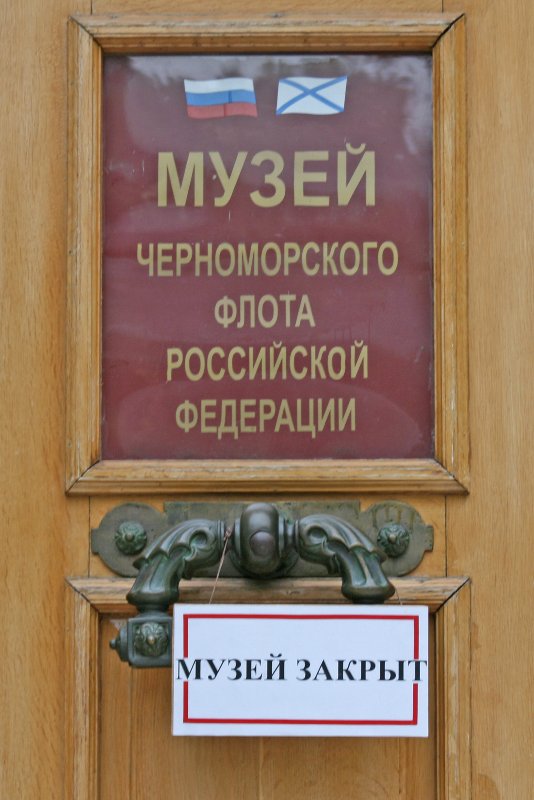 МУЗЕЙ
ЧЕРНОМОРСКОГО
ФЛОТА
РОССИЙСКОЙ
ФЕДЕРАЦИИ
МУЗЕЙ ЗАКРЫТ